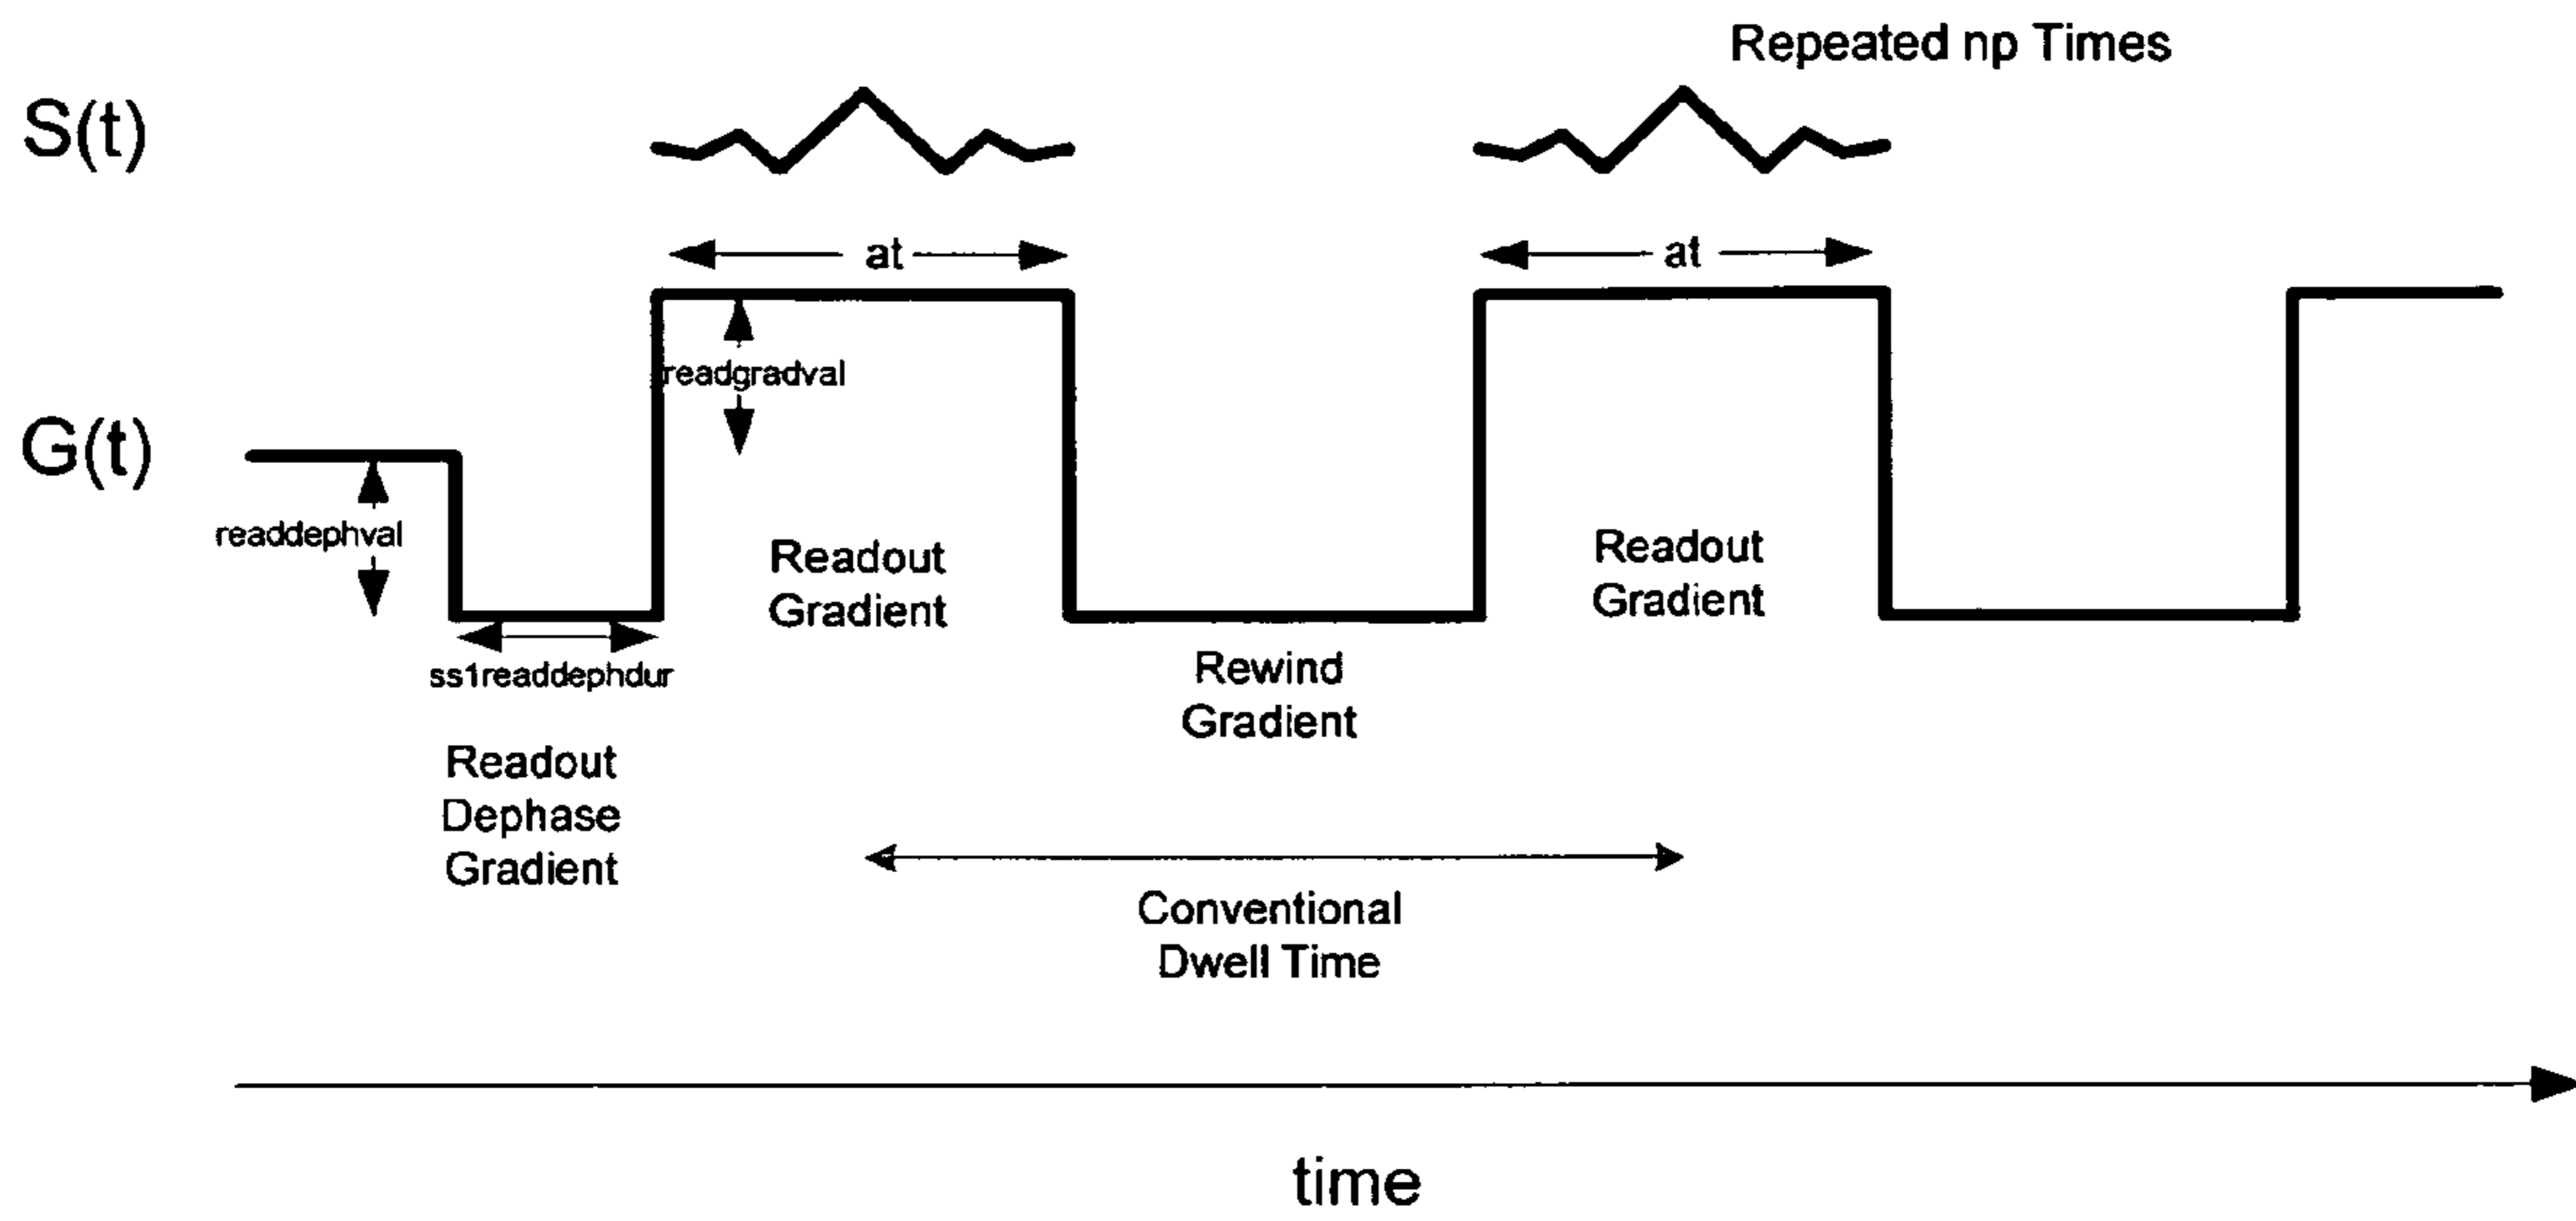 Repeated np Times
S(t)
at
at
readgradval
G(t)
readdephval
Readout
Gradient
Readout
Gradient
ss1readdephdur
Rewind
Gradient
Readout
Dephase
Gradient
Conventional
Dwell Time
time